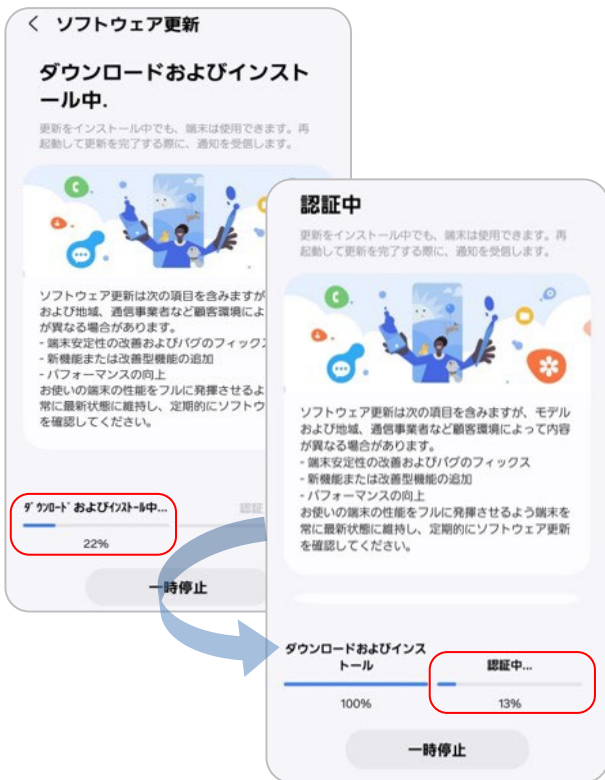 ソフトウェア更新
ダウンロードおよびインスト
ール中.
更新をインストール中でも、端末は使用できます。再
起動して更新を完了する際に、通知を受信します。
ソフトウェア更新は次の項目を含みますが
および地域、通信事業者など顧客環境によ
が異なる場合があります。
- 端末安定性の改善およびバグのフィックス
- 新機能または改善型機能の追加
- パフォーマンスの向上
お使いの端末の性能をフルに発揮させるよ
常に最新状態に維持し、定期的にソフトウ
を確認してください。
ダウンロードおよびインストール中...
認証
22%
一時停止
認証中
更新をインストール中でも、端末は使用できます。再
起動して更新を完了する際に、通知を受信します。
ソフトウェア更新は次の項目を含みますが、モデル
および地域、通信事業者など顧客環境によって内容
が異なる場合があります。
- 端末安定性の改善およびバグのフィックス
- 新機能または改善型機能の追加
- パフォーマンスの向上
お使いの端末の性能をフルに発揮させるよう端末を
常に最新状態に維持し、定期的にソフトウェア更新
を確認してください。
ダウンロードおよびインス
トール
認証中...
100%
13%
一時停止